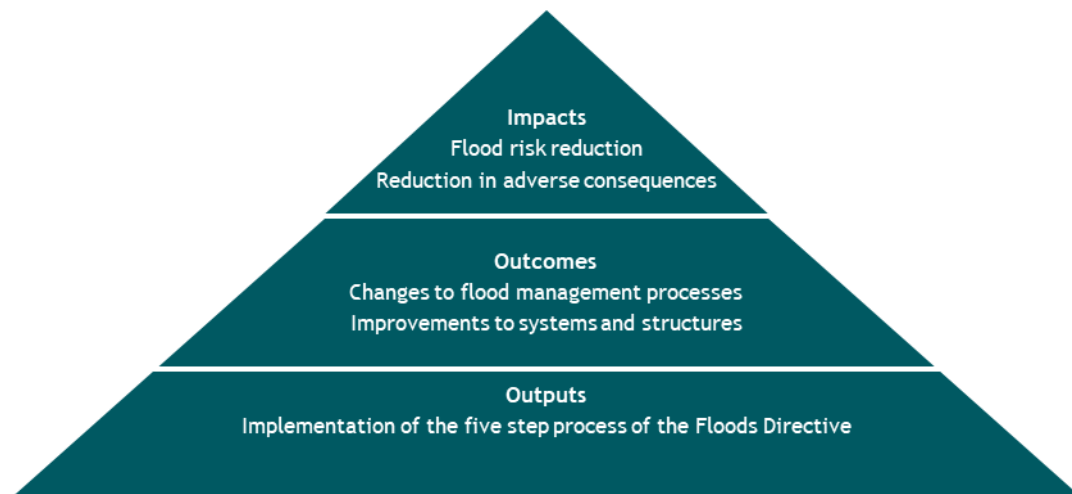 Impacts
Flood risk reduction
Reduction in adverse consequences
Outcomes
Changes to flood management processes
Improvements to systems and structures
Outputs
Implementation of the five step process of the Floods Directive